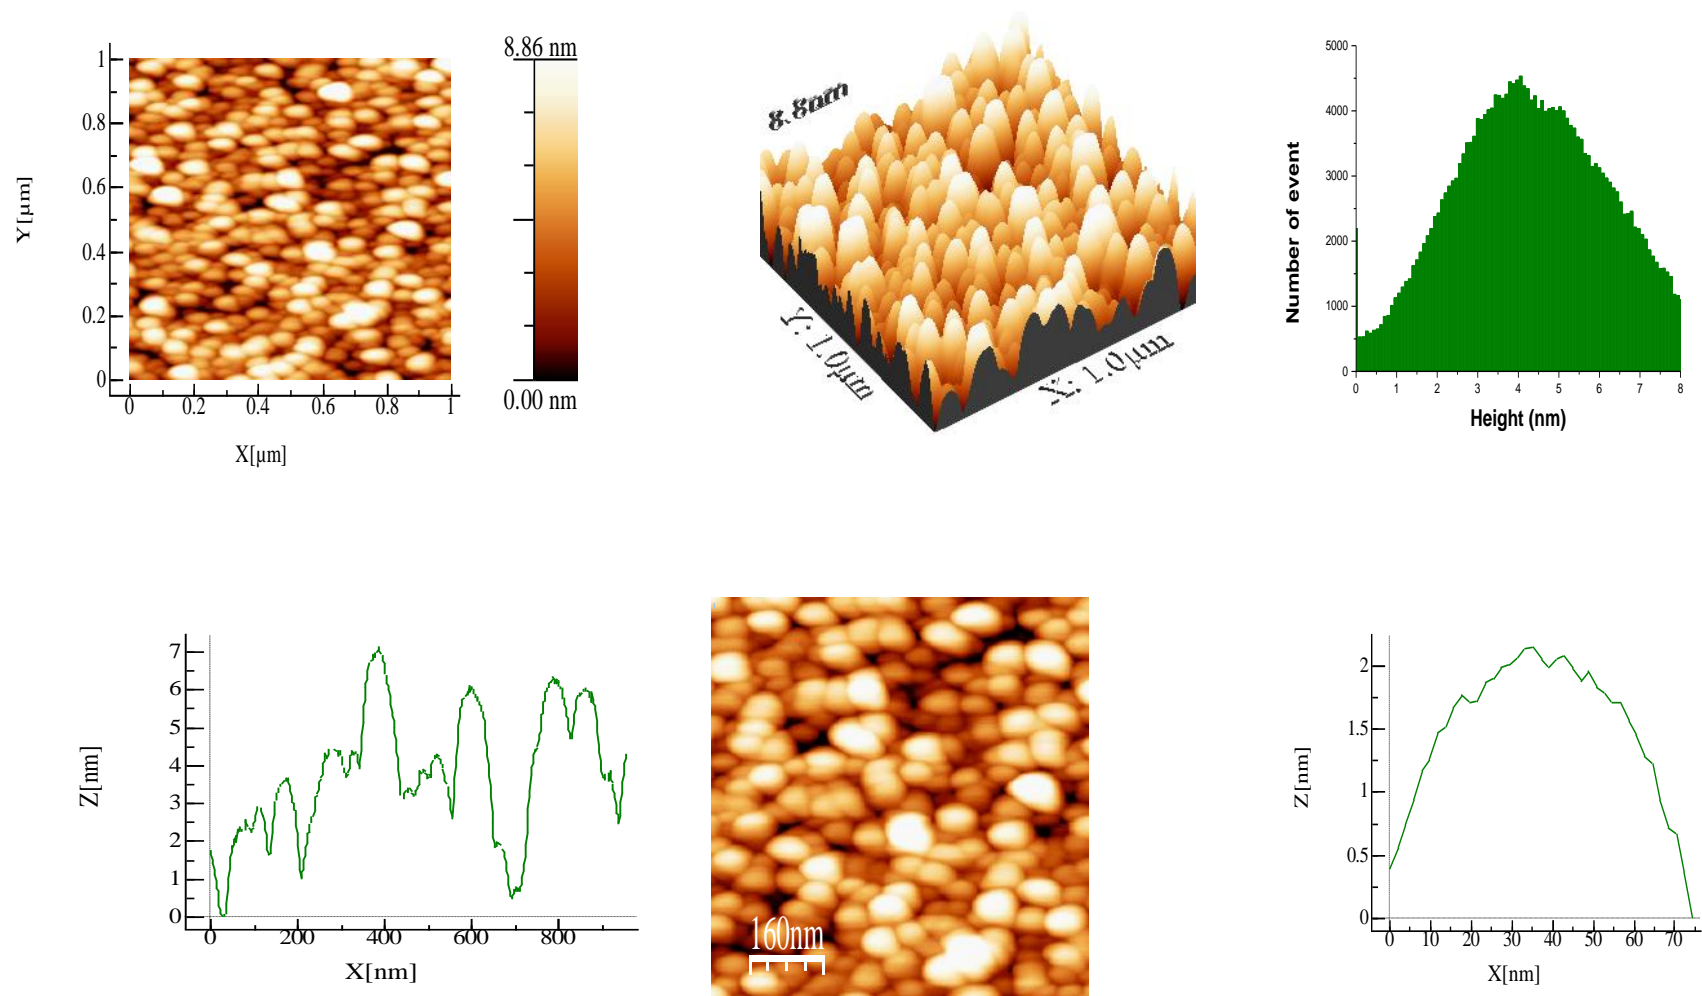 8.86 nm
0.00 nm
Y[µm]
1
0.8
0.6
0.4
0.2
0
0 0.2 0.4 0.6 0.8 1
X[µm]
8.8nm
Y: 1.0µm
X: 1.0µm
Number of event
5000
4000
3000
2000
1000
0
0 1 2 3 4 5 6 7 8
Height (nm)
Z[nm]
7
6
5
4
3
2
1
0
0 200 400 600 800
X[nm]
160nm
Z[nm]
2
1.5
1
0.5
0
0 10 20 30 40 50 60 70
X[nm]